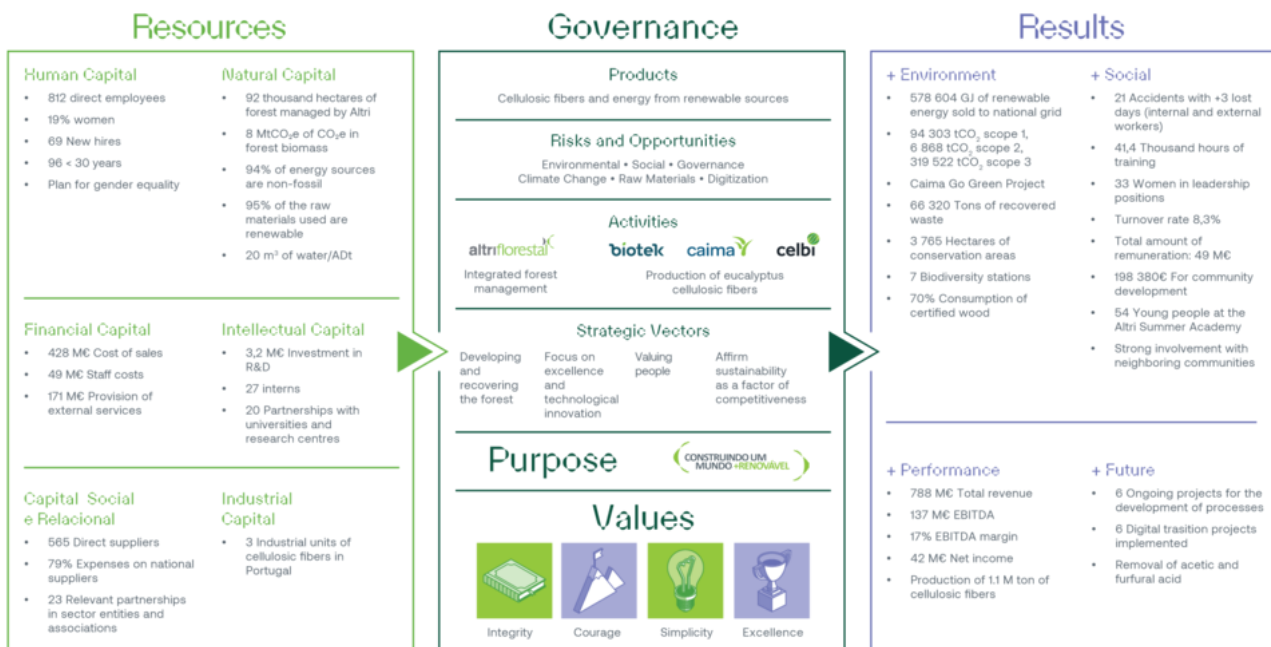 Resources
Human Capital
• 812 direct employees
• 19% women
• 69 New hires
• 96 < 30 years
• Plan for gender equality
Natural Capital
• 92 thousand hectares of
forest managed by Altri
• 8 MtCO₂e of CO₂e in
forest biomass
• 94% of energy sources
are non-fossil
• 95% of the raw
materials used are
renewable
• 20 m³ of water/ADt
Financial Capital
• 428 M€ Cost of sales
• 49 M€ Staff costs
• 171 M€ Provision of
external services
Intellectual Capital
• 3,2 M€ Investment in
R&D
• 27 interns
• 20 Partnerships with
universities and
research centres
Capital Social
e Relacional
• 565 Direct suppliers
• 79% Expenses on national
suppliers
• 23 Relevant partnerships
in sector entities and
associations
Industrial
Capital
• 3 Industrial units of
cellulosic fibers in
Portugal
Governance
Products
Cellulosic fibers and energy from renewable sources
Risks and Opportunities
Environmental • Social • Governance
Climate Change • Raw Materials • Digitization
Activities
altriflorestal
biotek
caima
celbi
Integrated forest
management
Production of eucalyptus
cellulosic fibers
Strategic Vectors
Developing
and
recovering
the forest
Focus on
excellence
and
technological
innovation
Valuing
people
Affirm
sustainability
as a factor of
competitiveness
Purpose
CONSTRUINDO UM
MUNDO +RENOVÁVEL
Values
Integrity
Courage
Simplicity
Excellence
Results
+ Environment
• 578 604 GJ of renewable
energy sold to national grid
• 94 303 tCO₂ scope 1,
6 868 tCO₂ scope 2,
319 522 tCO₂ scope 3
• Caima Go Green Project
• 66 320 Tons of recovered
waste
• 3 765 Hectares of
conservation areas
• 7 Biodiversity stations
• 70% Consumption of
certified wood
+ Social
• 21 Accidents with +3 lost
days (internal and external
workers)
• 41,4 Thousand hours of
training
• 33 Women in leadership
positions
• Turnover rate 8,3%
• Total amount of
remuneration: 49 M€
• 198 380€ For community
development
• 54 Young people at the
Altri Summer Academy
• Strong involvement with
neighboring communities
+ Performance
• 788 M€ Total revenue
• 137 M€ EBITDA
• 17% EBITDA margin
• 42 M€ Net income
• Production of 1.1 M ton of
cellulosic fibers
+ Future
• 6 Ongoing projects for the
development of processes
• 6 Digital trasition projects
implemented
• Removal of acetic and
furfural acid